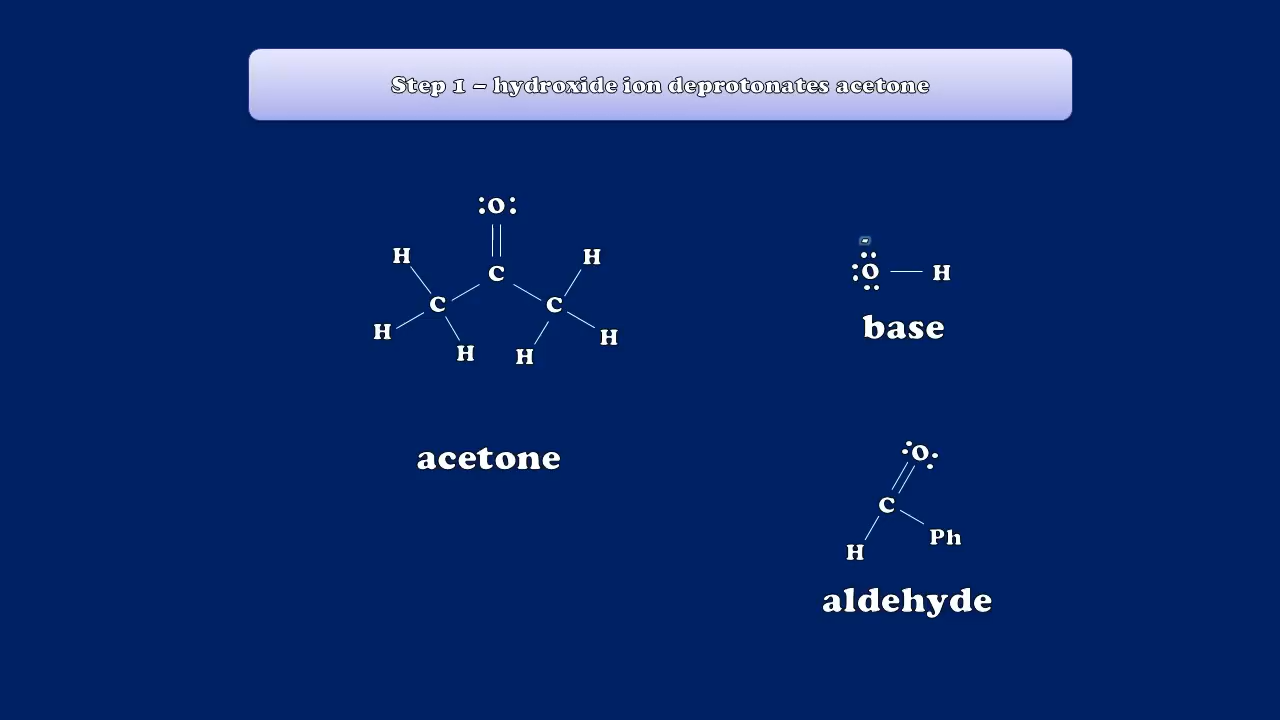 Step 1 – hydroxide ion deprotonates acetone
:O:
H
H
C
C
C
H
H
H
H
:O – H
base
acetone
:O:
C
Ph
H
aldehyde